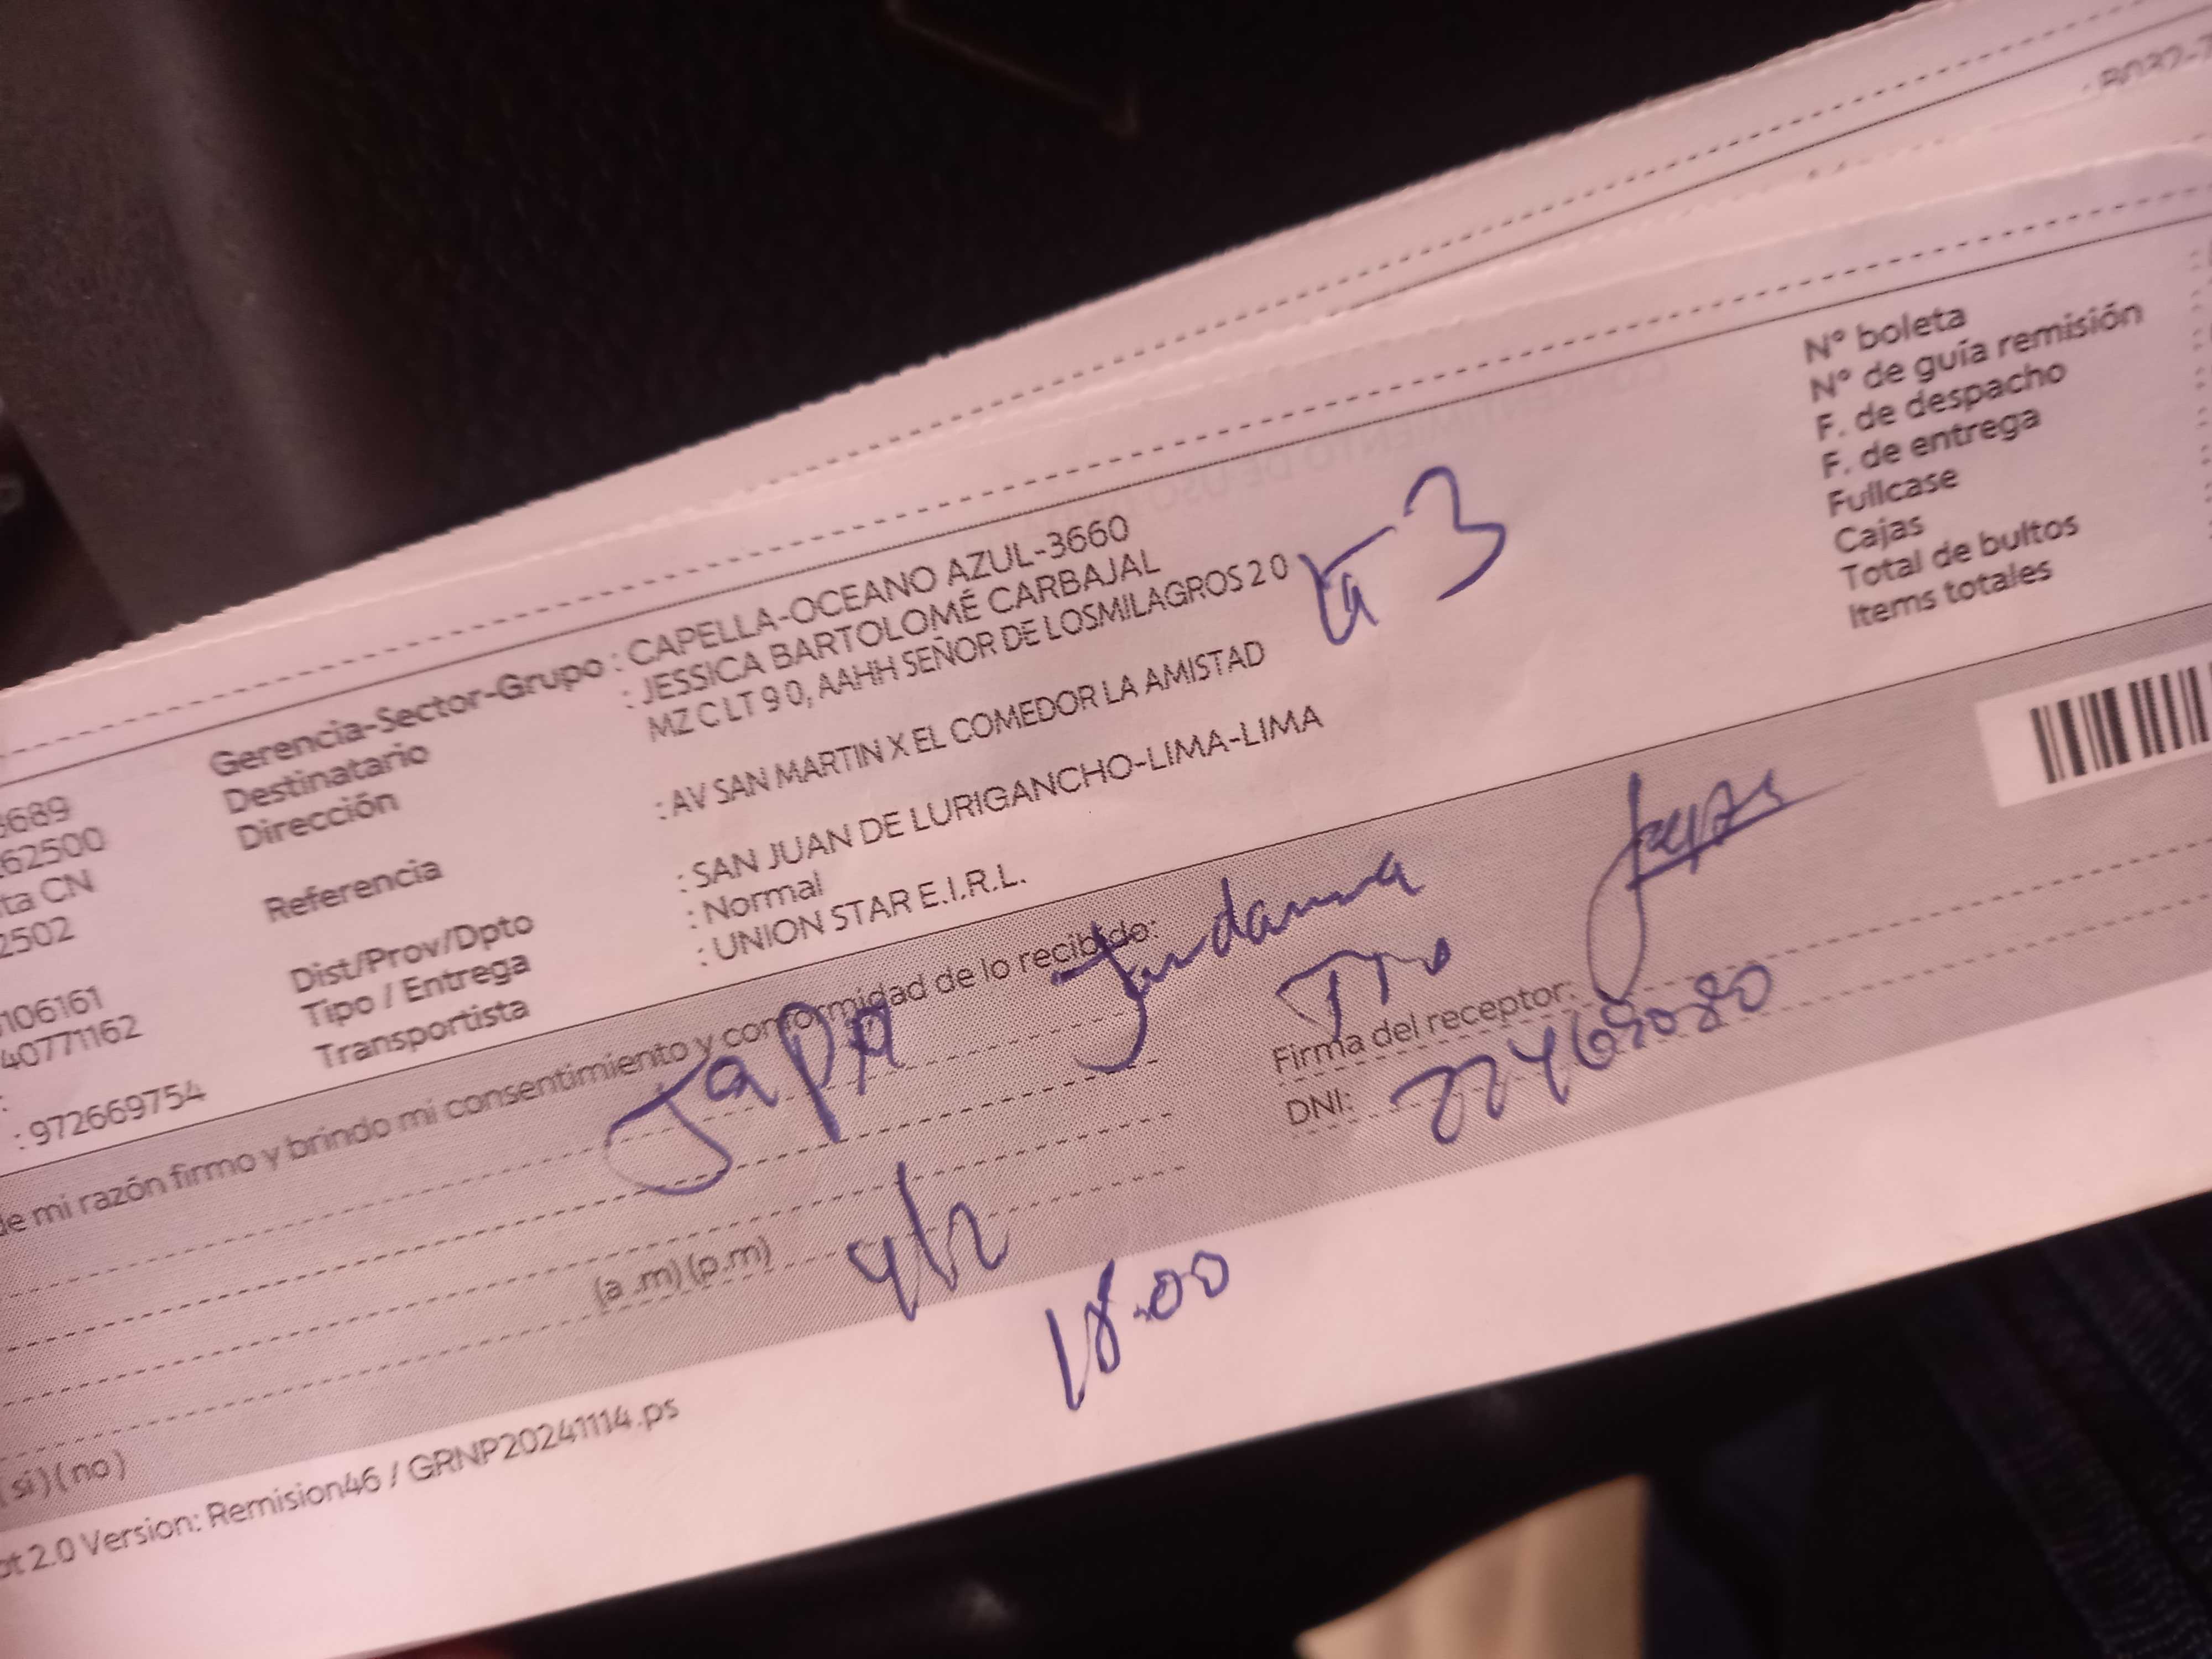 Gerencia-Sector-Grupo : CAPELLA-OCEANO AZUL-3660
Destinatario : JESSICA BARTOLOMÉ CARBAJAL
Dirección MZ C LT 9 0, AAHH SEÑOR DE LOSMILAGROS 2 0
3
Referencia : AV SAN MARTIN X EL COMEDOR LA AMISTAD
Dist/Prov/Dpto : SAN JUAN DE LURIGANCHO-LIMA-LIMA
Tipo / Entrega : Normal
Transportista : UNION STAR E.I.R.L.
3689
262500
ta CN
2502
106161
40771162
: 972669754
N° boleta
N° de guía remisión
F. de despacho
F. de entrega
Fullcase
Cajas
Total de bultos
Items totales
de mi razón firmo y brindo mi consentimiento y conformidad de lo recibido:
Firma del receptor:
DNI:
(a .m) (p.m)
18:00
(si) (no)
2.0 Version: Remision46 / GRNP20241114.ps